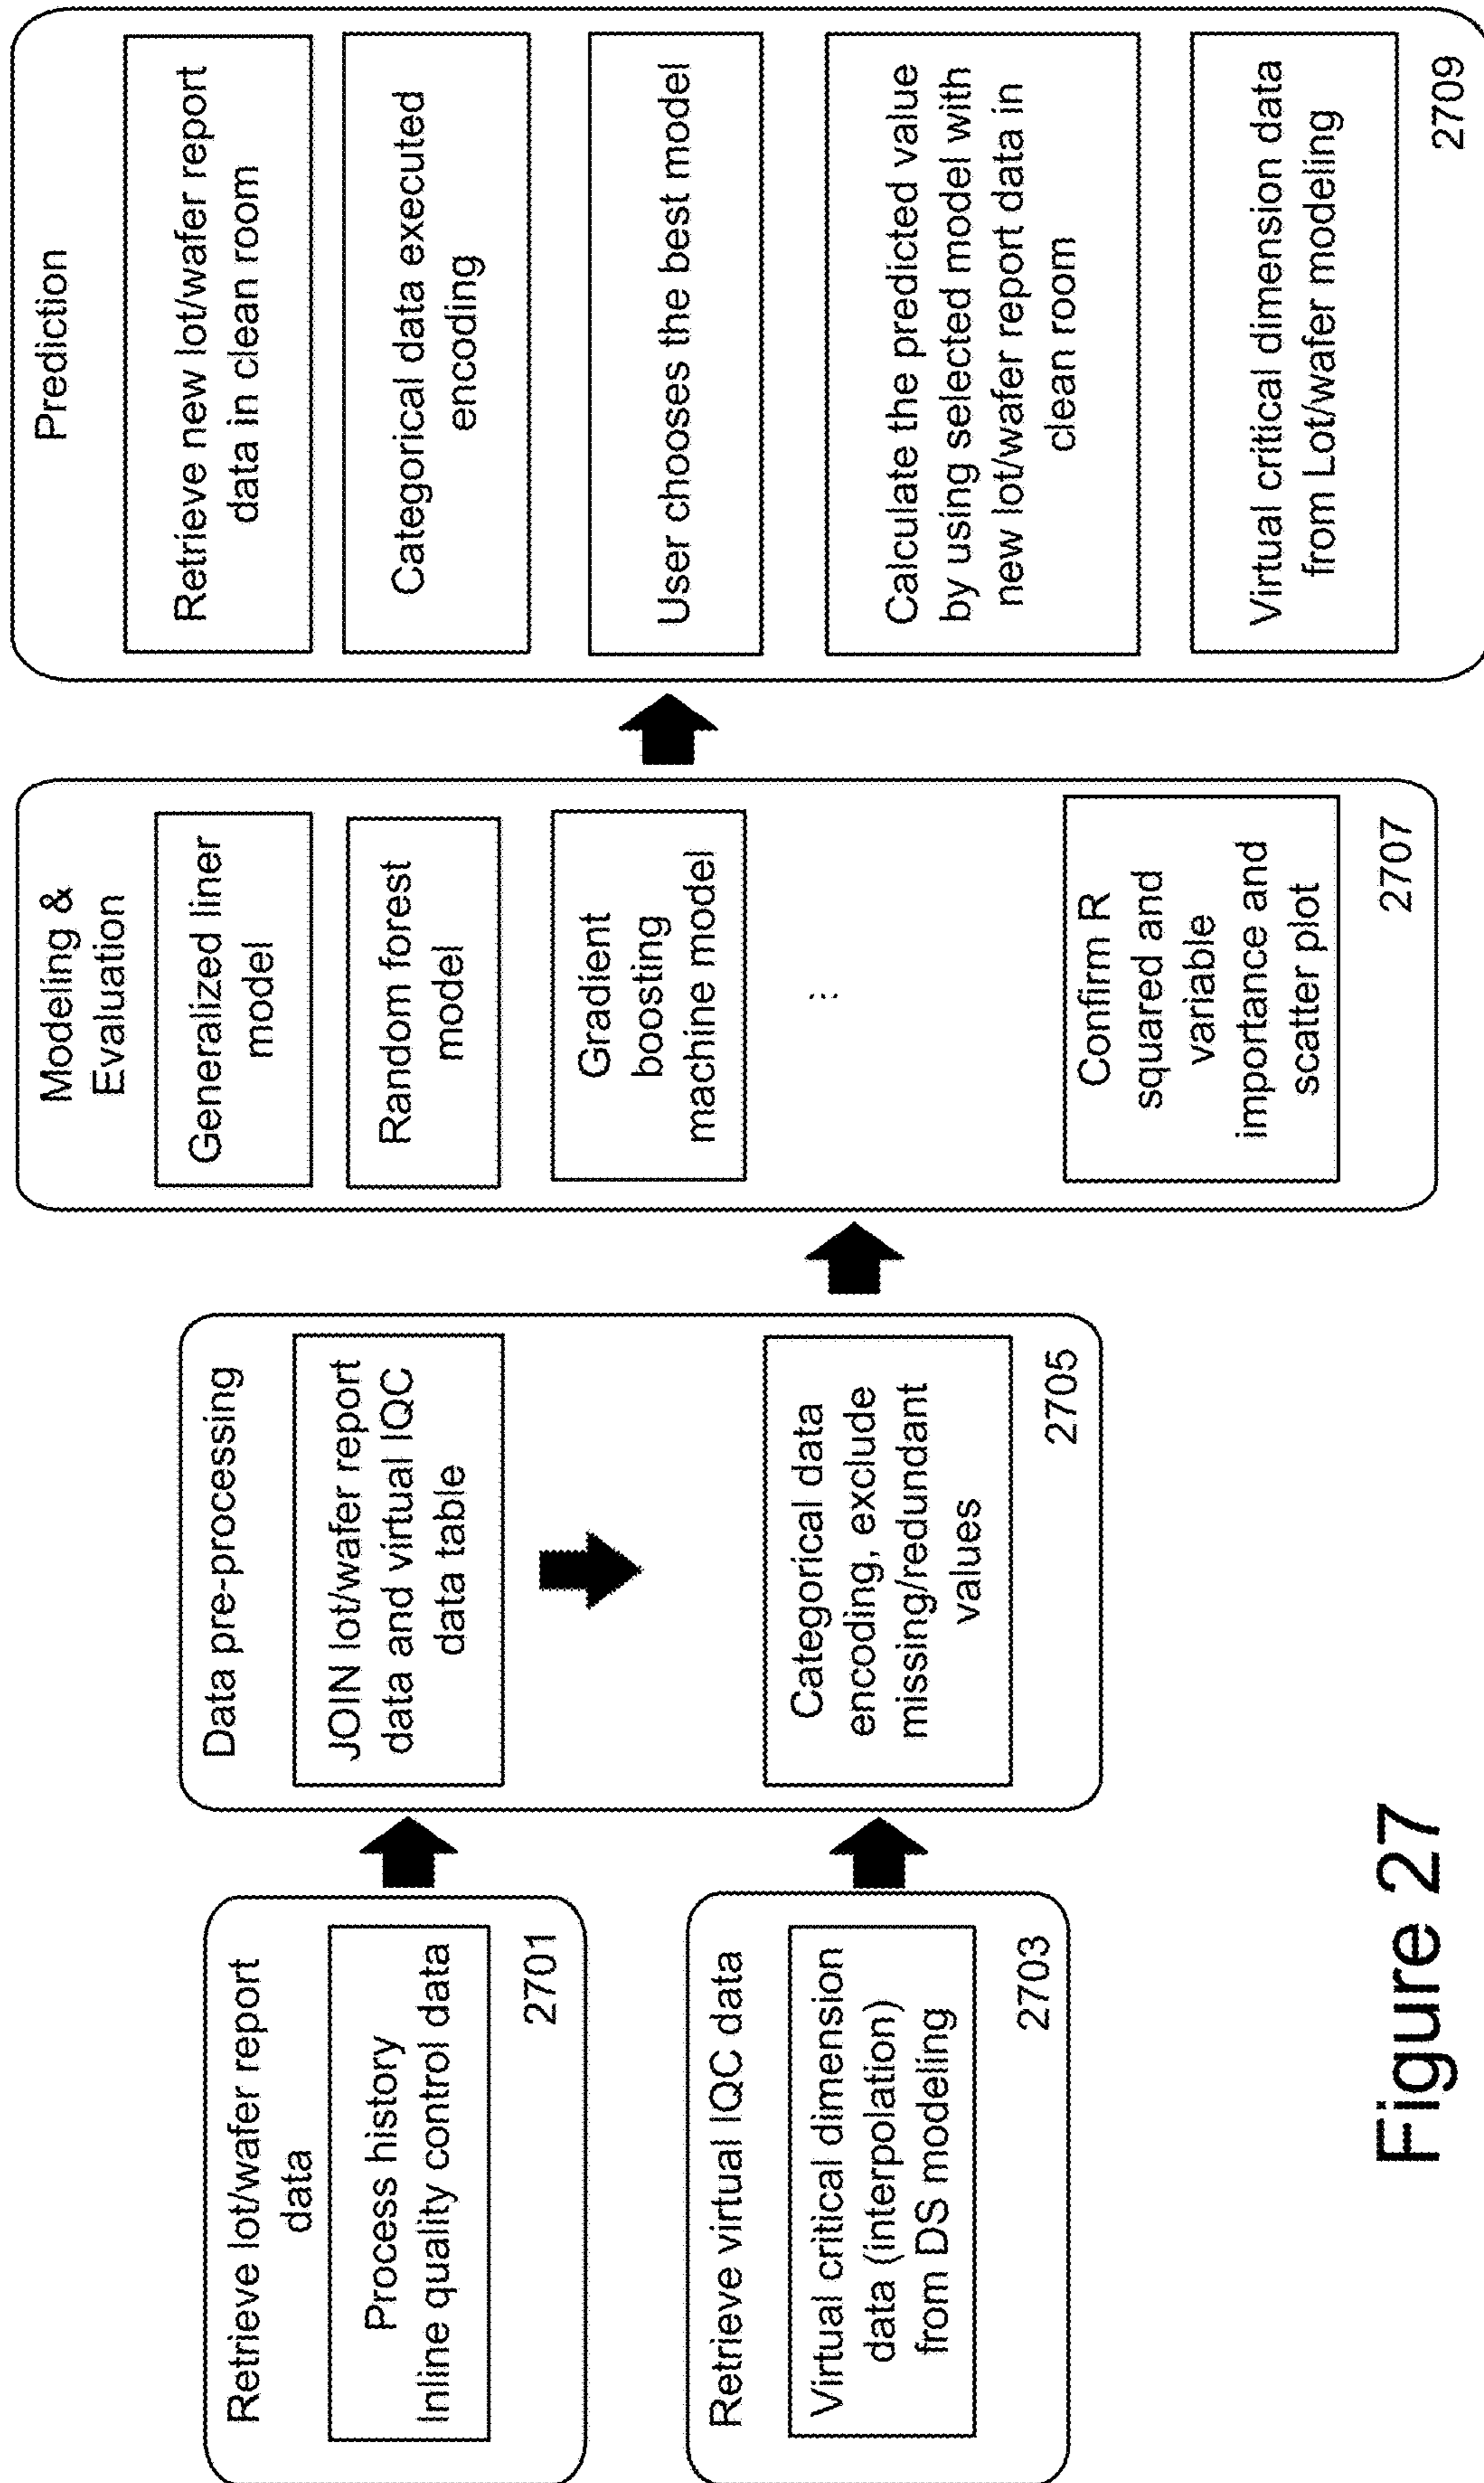 Retrieve lot/wafer report
data
Process history
Inline quality control data
2701
Retrieve virtual IQC data
Virtual critical dimension
data (interpolation)
from DS modeling
2703
Data pre-processing
JOIN lot/wafer report
data and virtual IQC
data table
Categorical data
encoding, exclude
missing/redundant
values
2705
Modeling &
Evaluation
Generalized liner
model
Random forest
model
Gradient
boosting
machine model
Confirm R
squared and
variable
importance and
scatter plot
2707
Prediction
Retrieve new lot/wafer report
data in clean room
Categorical data executed
encoding
User chooses the best model
Calculate the predicted value
by using selected model with
new lot/wafer report data in
clean room
Virtual critical dimension data
from Lot/wafer modeling
2709
Figure 27